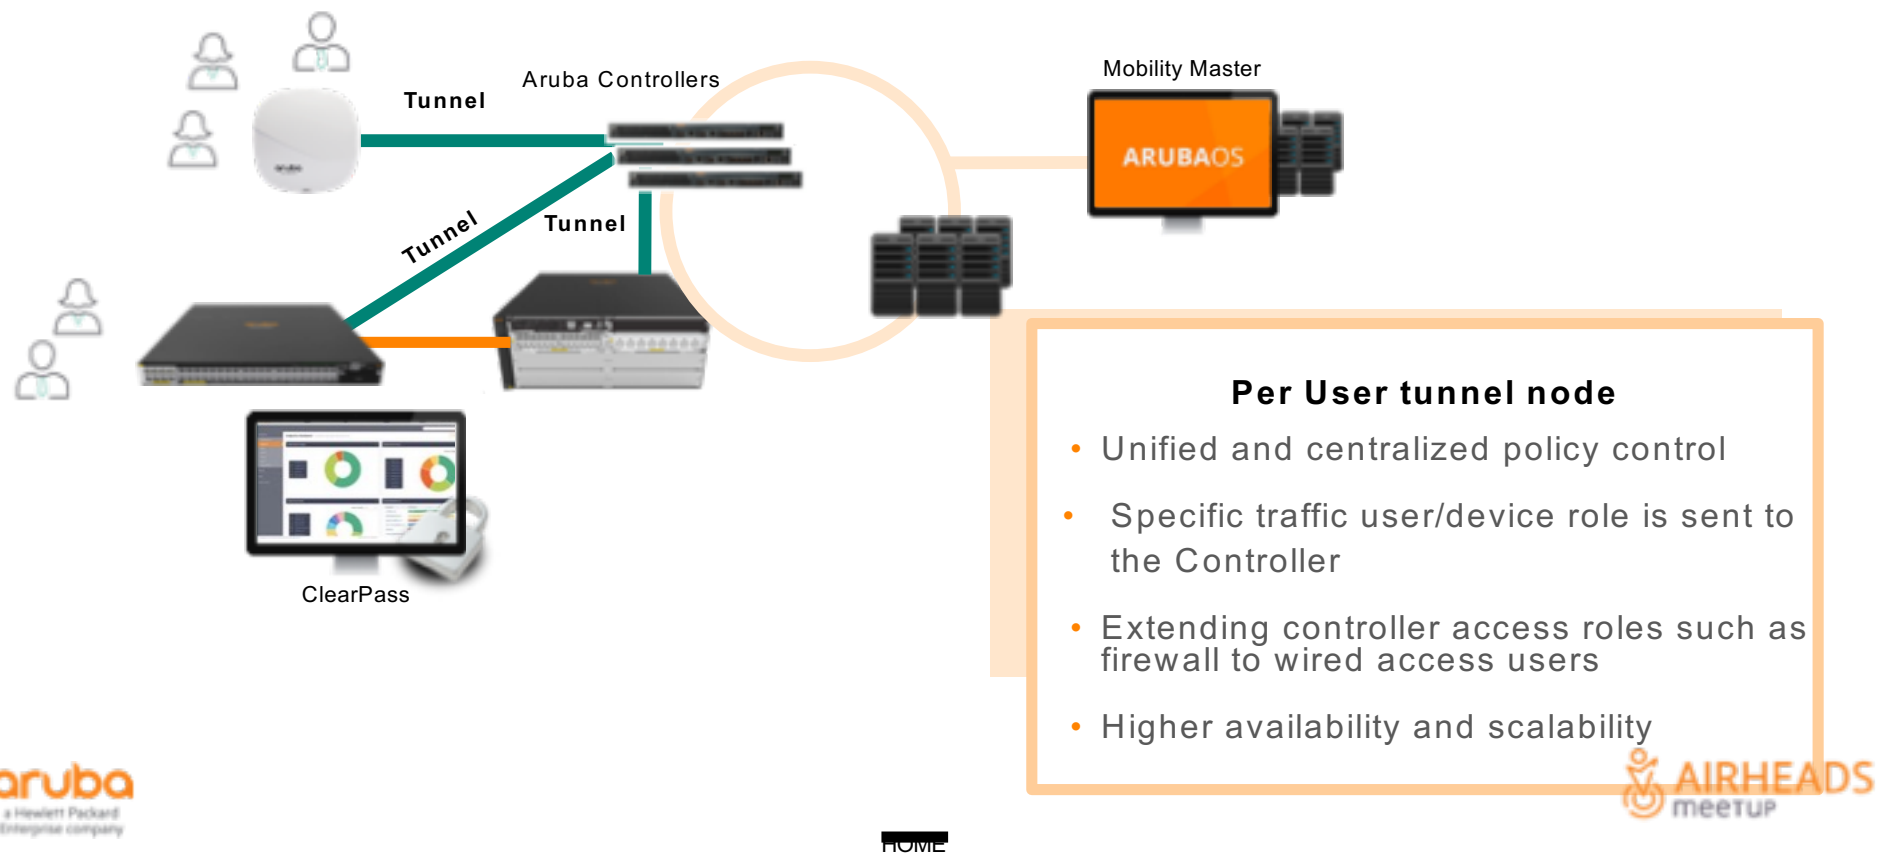 Aruba Controllers
Mobility Master
Tunnel
ARUBAOS
Tunnel
Tunnel
aruba
ClearPass
Per User tunnel node
• Unified and centralized policy control
• Specific traffic user/device role is sent to
the Controller
• Extending controller access roles such as
firewall to wired access users
• Higher availability and scalability
aruba
a Hewlett Packard
Enterprise company
AIRHEADS
meetup
HOME